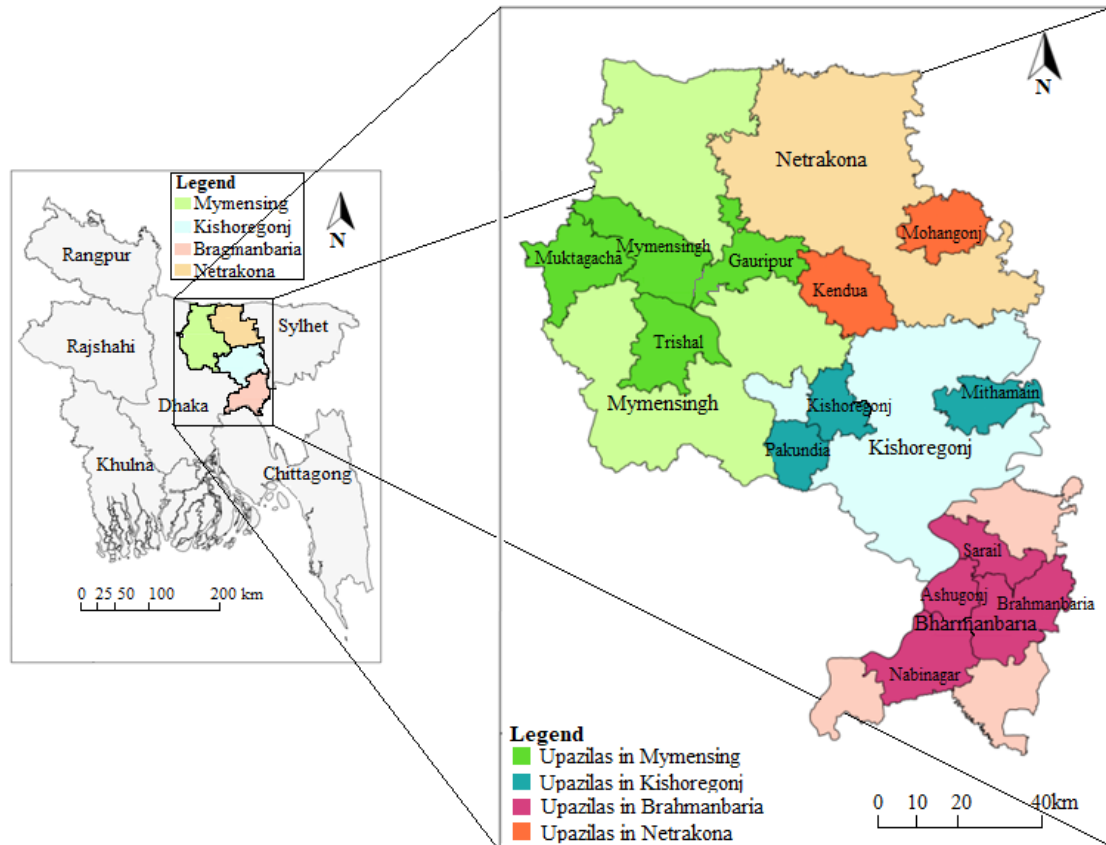 Legend
Mymensing
Kishoregonj
Bragmanbaria
Netrakona
N
Rangpur
Rajshahi
Sylhet
Dhaka
Khulna
Chittagong
0 25 50 100 200 km
N
Netrakona
Mohangonj
Muktagacha
Mymensingh
Gauripur
Kendua
Trishal
Mymensingh
Kishoregonj
Mithamain
Pakundia
Kishoregonj
Sarail
Ashugonj
Brahmanbaria
Bharmanbaria
Nabinagar
Legend
Upazilas in Mymensing
Upazilas in Kishoregonj
Upazilas in Brahmanbaria
Upazilas in Netrakona
0 10 20 40km